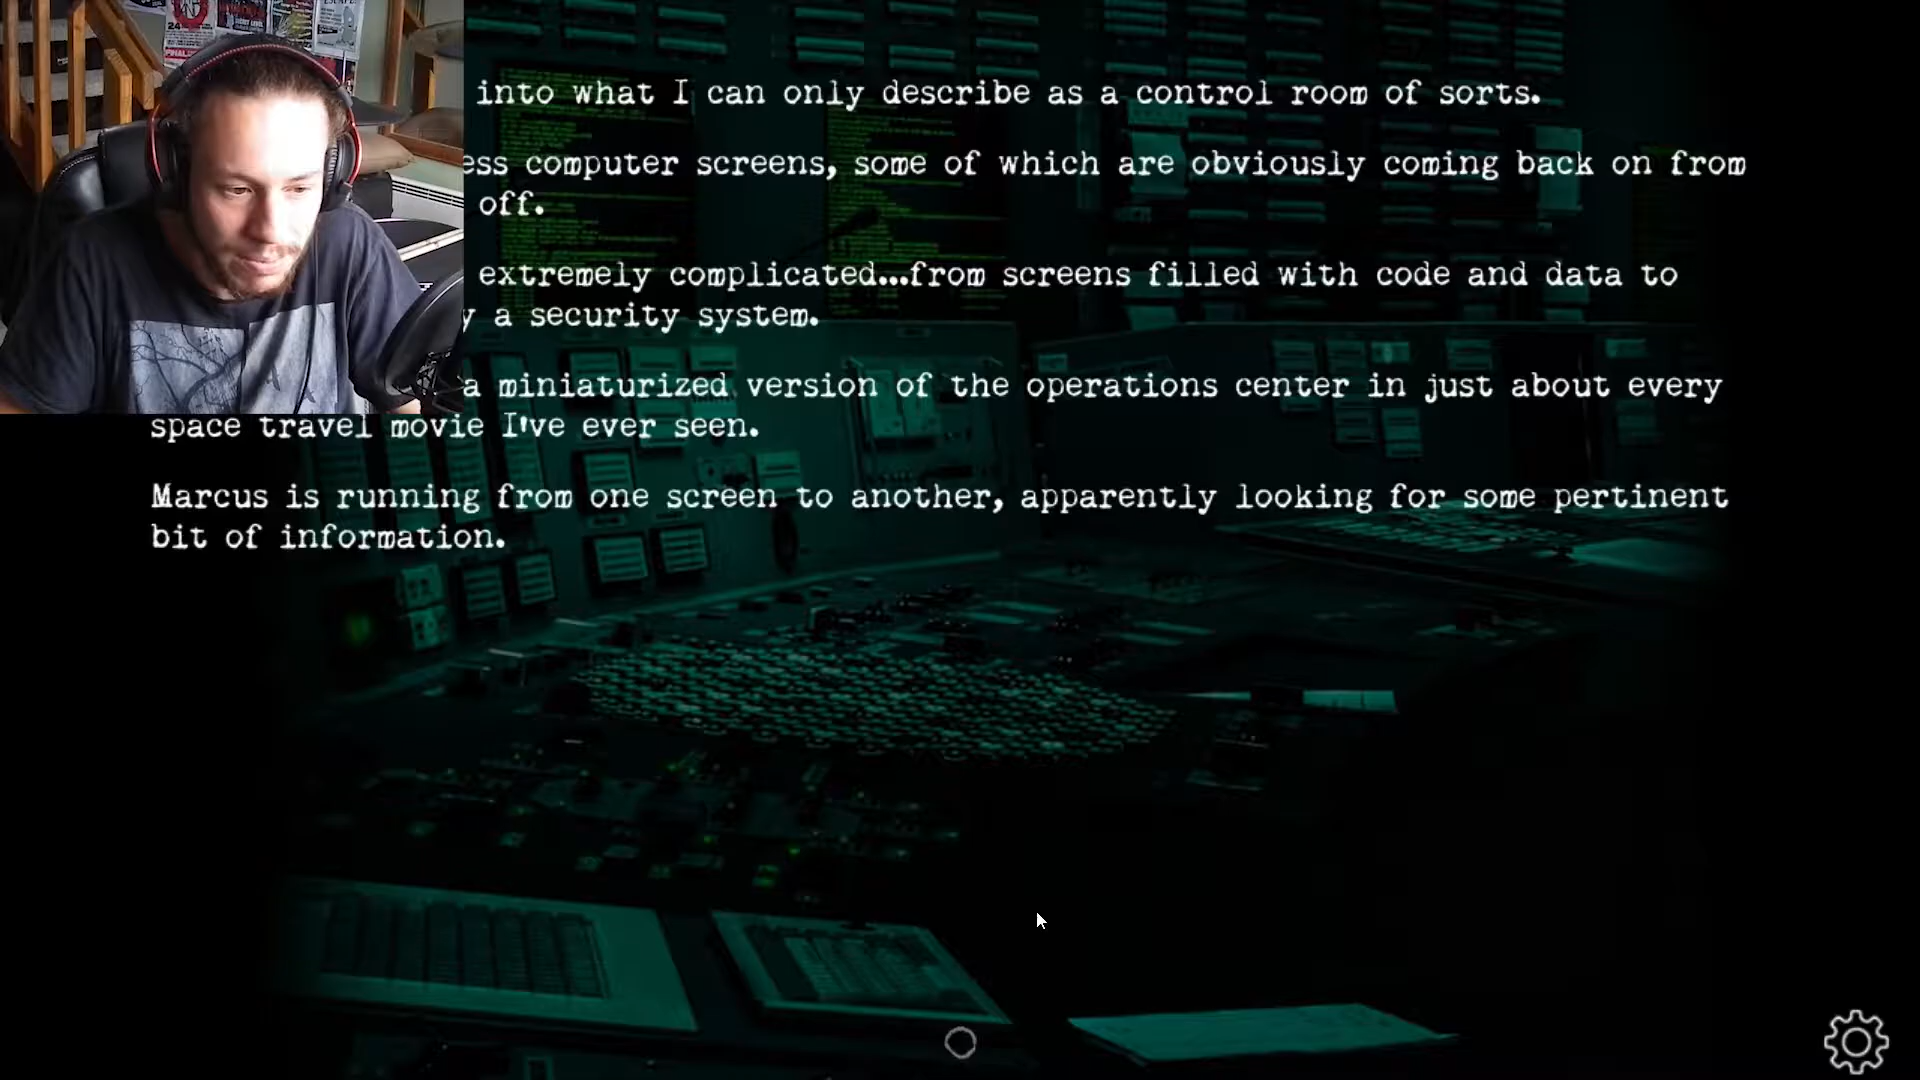 into what I can only describe as a control room of sorts.
ess computer screens, some of which are obviously coming back on from
off.
extremely complicated...from screens filled with code and data to
y a security system.
a miniaturized version of the operations center in just about every
space travel movie I've ever seen.
Marcus is running from one screen to another, apparently looking for some pertinent
bit of information.